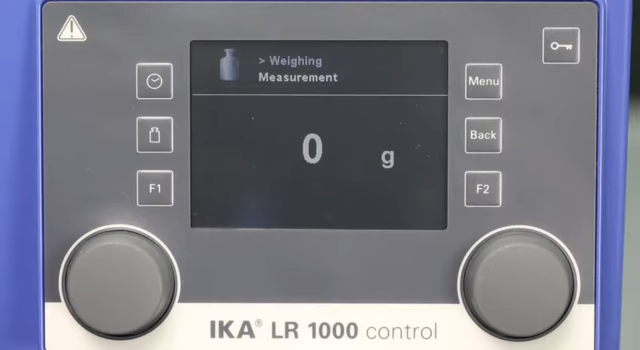 > Weighing
Measurement
Menu
0 g
Back
F1
F2
IKA® LR 1000 control